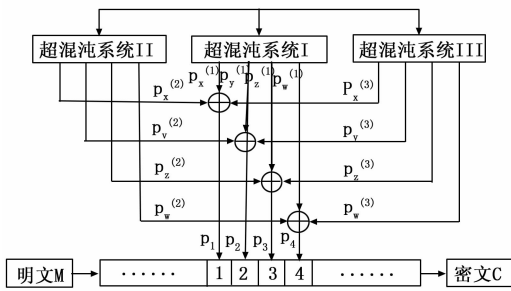 超混沌系统II 超混沌系统I 超混沌系统III
p_x^(1) p_y^(1) p_z^(1) p_w^(1)
p_x^(2) P_x^(3)
p_v^(2) p_y^(3)
p_z^(2) p_z^(3)
p_w^(2) p_w^(3)
p_1 p_2 p_3 p_4
明文M ...... 1 2 3 4 ...... 密文C